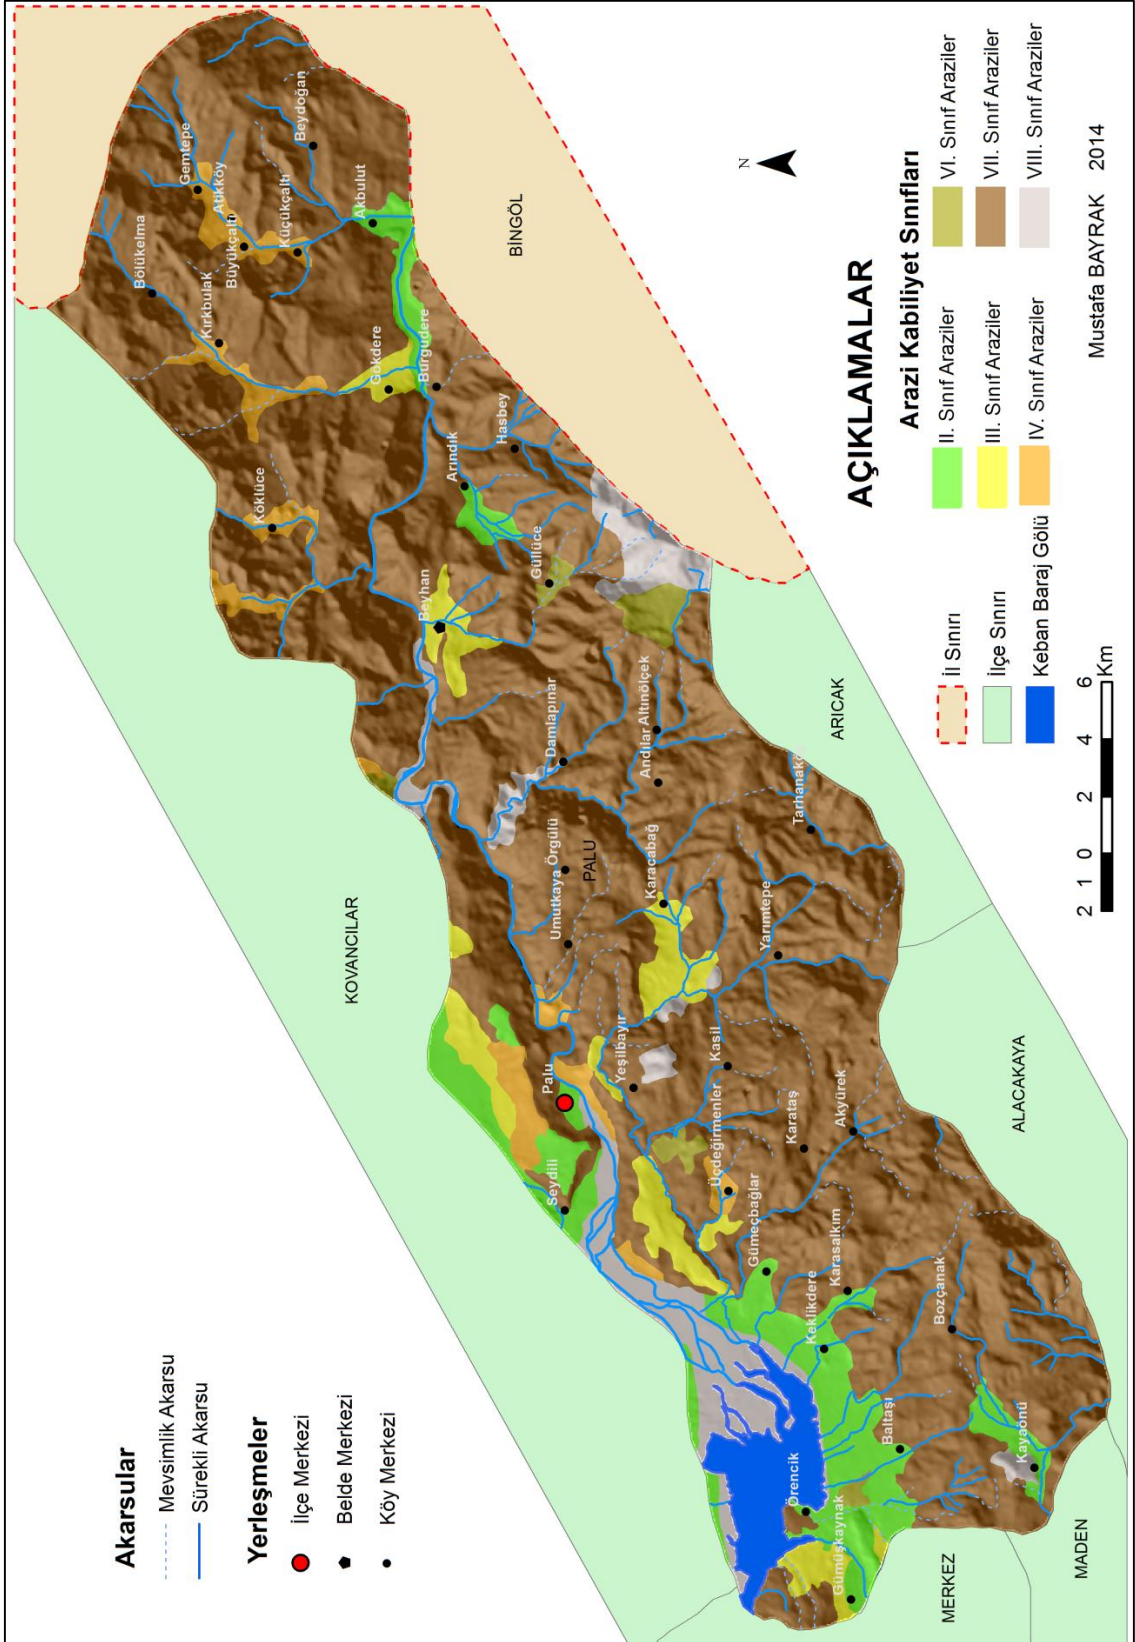 Akarsular
Mevsimlik Akarsu
Sürekli Akarsu
Yerleşmeler
İlçe Merkezi
Belde Merkezi
Köy Merkezi
KOVANCILAR
BİNGÖL
ARICAK
ALACAKAYA
MADEN
MERKEZ
PALU
Bölükelma
Gemtepe
Atikköy
Büyükçaltı
Küçükçaltı
Beydoğan
Akbulut
Kırkbulak
Gökdere
Burgudere
Köklüce
Arındık
Hasbey
Güllüce
Beyhan
Damlapınar
Andılar
Altınölçek
Tarhanaköy
Umutkaya
Örgülü
Karacabağ
Yarımtepe
Palu
Yeşilbayır
Kasil
Seydili
Üçdeğirmenler
Karataş
Akyürek
Gümeçbağlar
Karasalkım
Keklikdere
Bozçanak
Baltaşı
Kayaönü
Örencik
Gümüşkaynak
N
AÇIKLAMALAR
Arazi Kabiliyet Sınıfları
İl Sınırı
İlçe Sınırı
Keban Baraj Gölü
II. Sınıf Araziler
III. Sınıf Araziler
IV. Sınıf Araziler
VI. Sınıf Araziler
VII. Sınıf Araziler
VIII. Sınıf Araziler
2 1 0 2 4 6
Km
Mustafa BAYRAK 2014